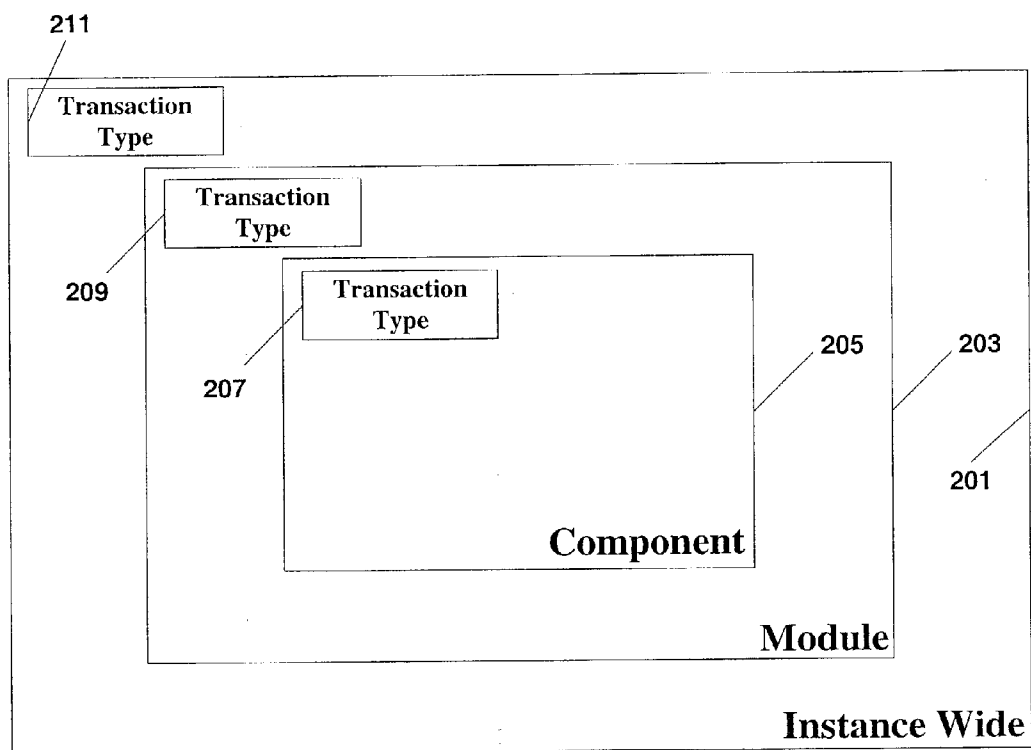 211
Transaction
Type
Transaction
Type
209
Transaction
Type
207
205
203
201
Component
Module
Instance Wide